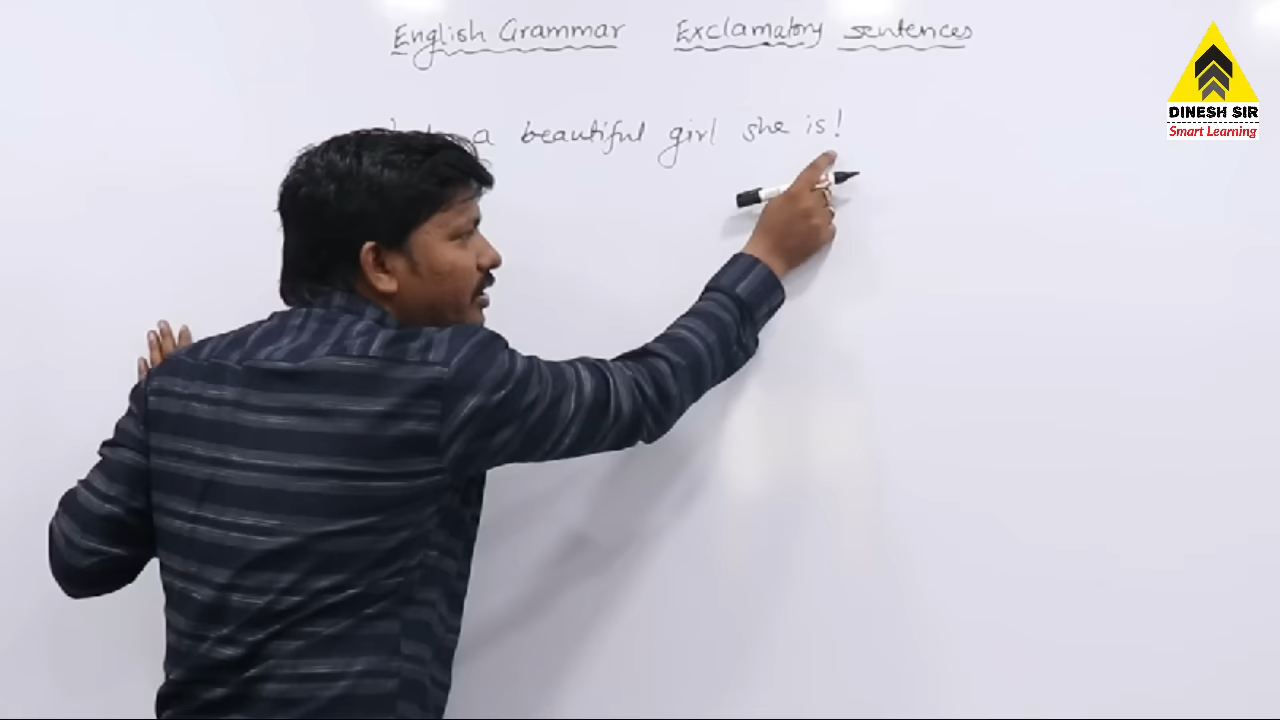 English Grammar Exclamatory sentences
a beautiful girl she is!
DINESH SIR
Smart Learning